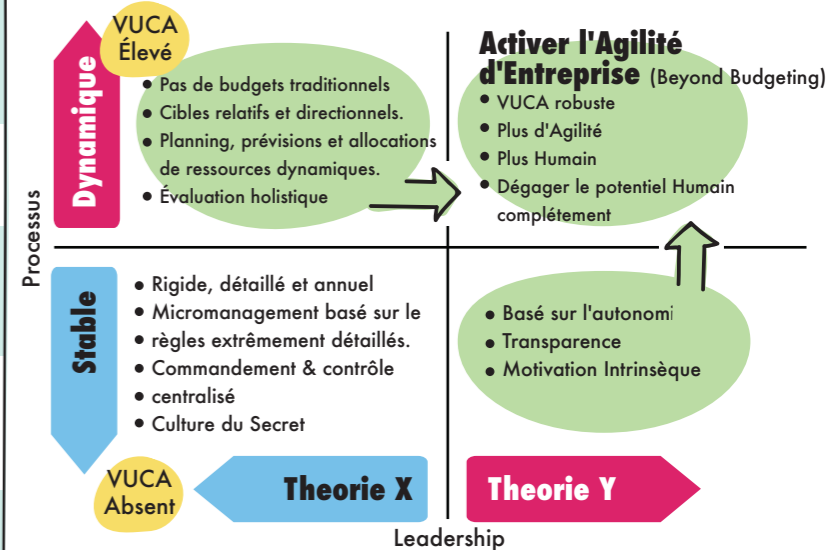 VUCA
Élevé
Dynamique
• Pas de budgets traditionnels
• Cibles relatifs et directionnels.
• Planning, prévisions et allocations
de ressources dynamiques.
• Évaluation holistique
Activer l'Agilité
d'Entreprise (Beyond Budgeting)
• VUCA robuste
• Plus d'Agilité
• Plus Humain
• Dégager le potentiel Humain
complétement
Processus
Stable
• Rigide, détaillé et annuel
• Micromanagement basé sur le
• règles extrêmement détaillés.
• Commandement & contrôle
• centralisé
• Culture du Secret
• Basé sur l'autonomi
• Transparence
• Motivation Intrinsèque
VUCA
Absent
Theorie X
Theorie Y
Leadership